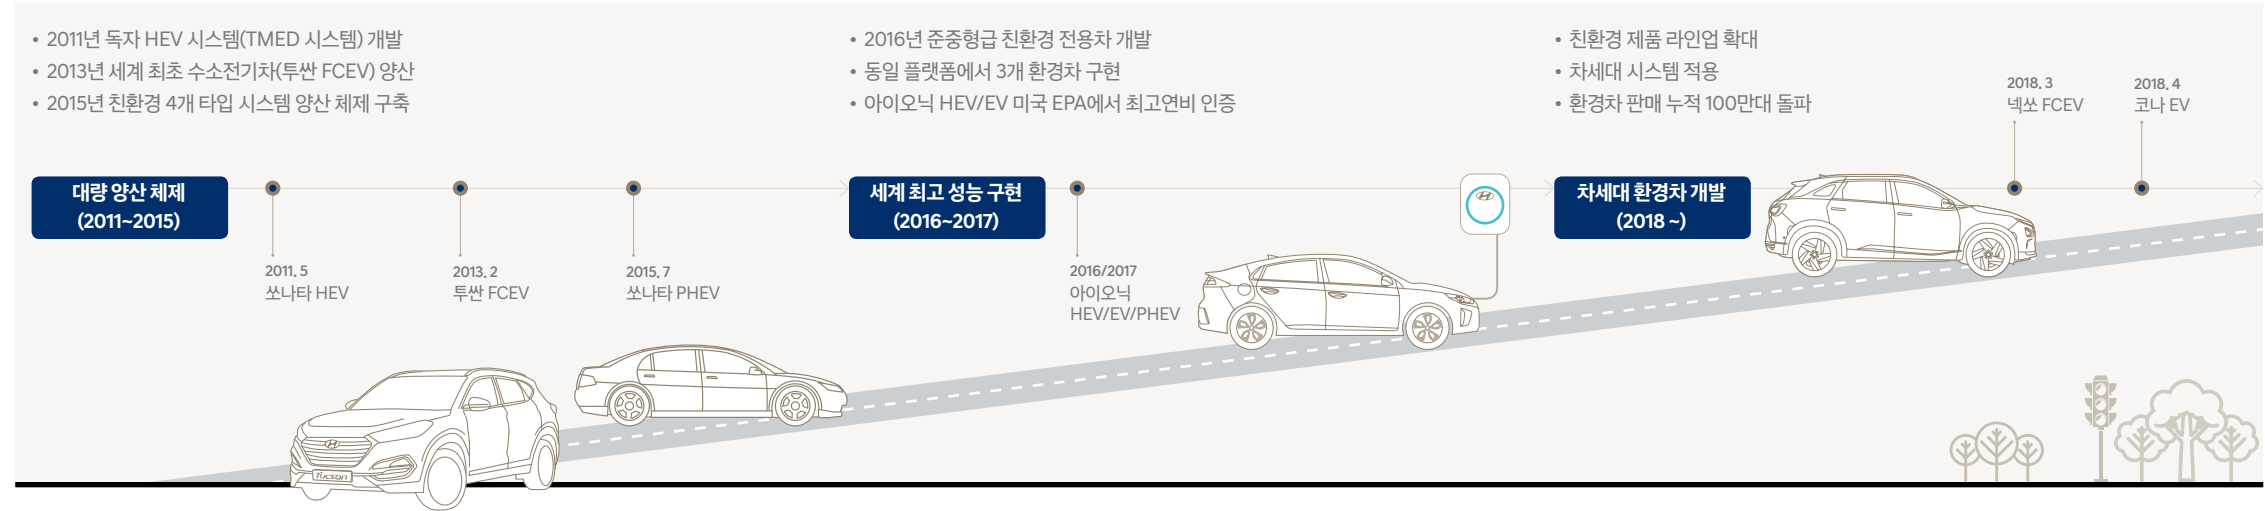 • 2011년 독자 HEV 시스템(TMED 시스템) 개발
• 2013년 세계 최초 수소전기차(투싼 FCEV) 양산
• 2015년 친환경 4개 타입 시스템 양산 체제 구축
대량 양산 체제
(2011~2015)
2011. 5
쏘나타 HEV
2013. 2
투싼 FCEV
2015. 7
쏘나타 PHEV
• 2016년 준중형급 친환경 전용차 개발
• 동일 플랫폼에서 3개 환경차 구현
• 아이오닉 HEV/EV 미국 EPA에서 최고연비 인증
세계 최고 성능 구현
(2016~2017)
2016/2017
아이오닉
HEV/EV/PHEV
• 친환경 제품 라인업 확대
• 차세대 시스템 적용
• 환경차 판매 누적 100만대 돌파
차세대 환경차 개발
(2018 ~)
2018. 3
넥쏘 FCEV
2018. 4
코나 EV
Tucson